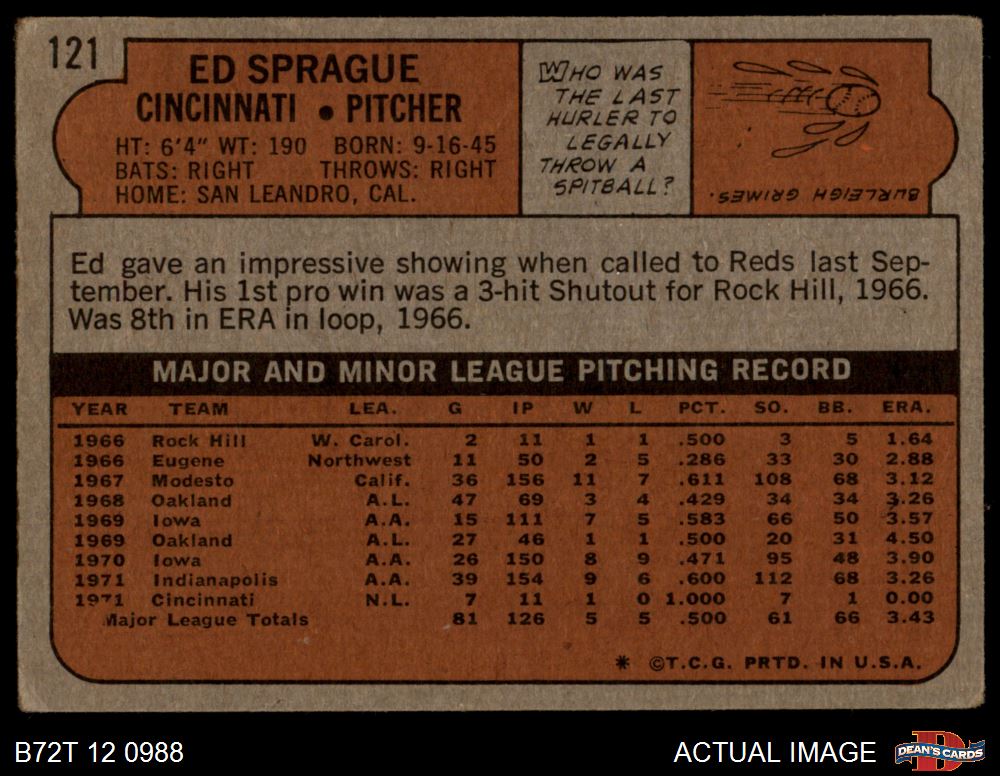 121
ED SPRAGUE
CINCINNATI • PITCHER
HT: 6'4" WT: 190 BORN: 9-16-45
BATS: RIGHT THROWS: RIGHT
HOME: SAN LEANDRO, CAL.
WHO WAS
THE LAST
HURLER TO
LEGALLY
THROW A
SPITBALL?
BURLEIGH GRIMES.
Ed gave an impressive showing when called to Reds last Sep-
tember. His 1st pro win was a 3-hit Shutout for Rock Hill, 1966.
Was 8th in ERA in loop, 1966.
MAJOR AND MINOR LEAGUE PITCHING RECORD
YEAR TEAM LEA. G IP W L PCT. SO. BB. ERA.
1966 Rock Hill W. Carol. 2 11 1 1 .500 3 5 1.64
1966 Eugene Northwest 11 50 2 5 .286 33 30 2.88
1967 Modesto Calif. 36 156 11 7 .611 108 68 3.12
1968 Oakland A.L. 47 69 3 4 .429 34 34 3.26
1969 Iowa A.A. 15 111 7 5 .583 66 50 3.57
1969 Oakland A.L. 27 46 1 1 .500 20 31 4.50
1970 Iowa A.A. 26 150 8 9 .471 95 48 3.90
1971 Indianapolis A.A. 39 154 9 6 .600 112 68 3.26
1971 Cincinnati N.L. 7 11 1 0 1.000 7 1 0.00
Major League Totals 81 126 5 5 .500 61 66 3.43
* ©T.C.G. PRTD. IN U.S.A.
B72T 12 0988
ACTUAL IMAGE
D
DEAN'S CARDS